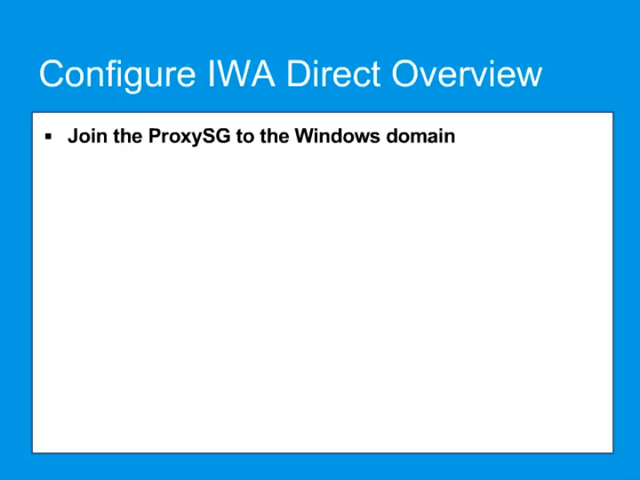 Configure IWA Direct Overview
▪ Join the ProxySG to the Windows domain